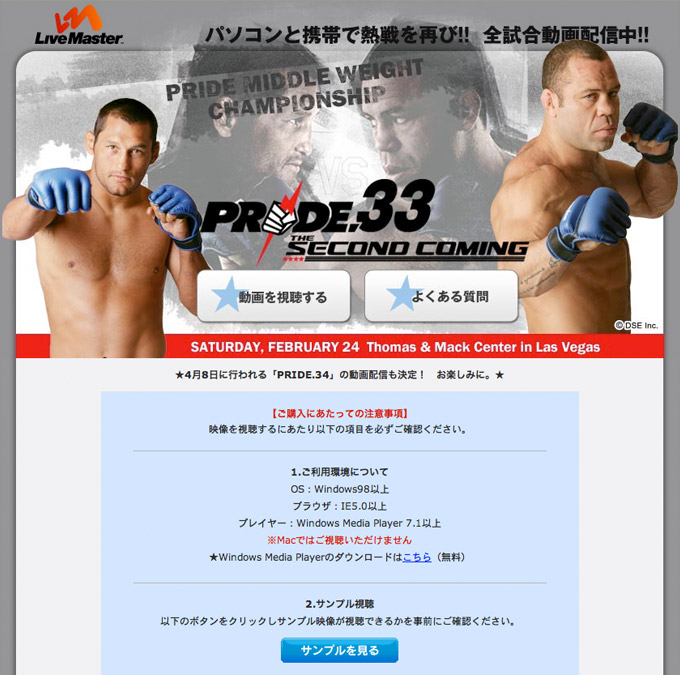 LiveMaster.
パソコンと携帯で熱戦を再び!! 全試合動画配信中!!
PRIDE MIDDLE WEIGHT
CHAMPIONSHIP
VS
PRIDE.33
THE
SECOND COMING
動画を視聴する
よくある質問
© DSE Inc.
SATURDAY, FEBRUARY 24 Thomas & Mack Center in Las Vegas
★4月8日に行われる「PRIDE.34」の動画配信も決定！ お楽しみに。★
【ご購入にあたっての注意事項】
映像を視聴するにあたり以下の項目を必ずご確認ください。
1.ご利用環境について
OS：Windows98以上
ブラウザ：IE5.0以上
プレイヤー：Windows Media Player 7.1以上
※Macではご視聴いただけません
★Windows Media Playerのダウンロードはこちら（無料）
2.サンプル視聴
以下のボタンをクリックしサンプル映像が視聴できるかを事前にご確認ください。
サンプルを見る